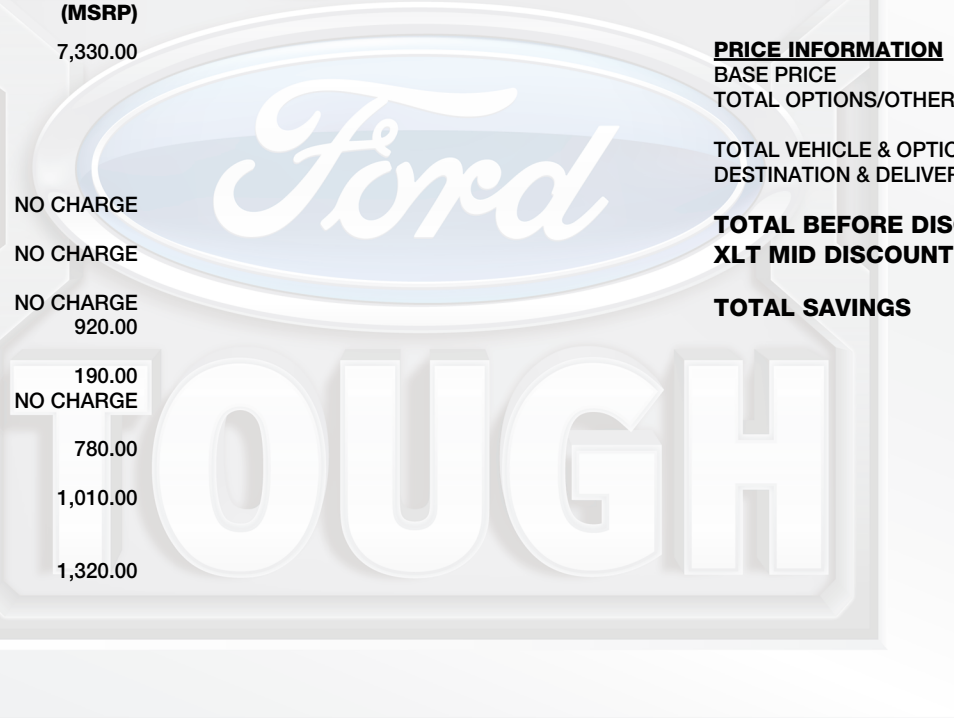 (MSRP)
7,330.00
NO CHARGE
NO CHARGE
NO CHARGE
920.00
190.00
NO CHARGE
780.00
1,010.00
1,320.00
Ford
TOUGH
PRICE INFORMATION
BASE PRICE
TOTAL OPTIONS/OTHER
TOTAL VEHICLE & OPTIO
DESTINATION & DELIVER
TOTAL BEFORE DISC
XLT MID DISCOUNT
TOTAL SAVINGS